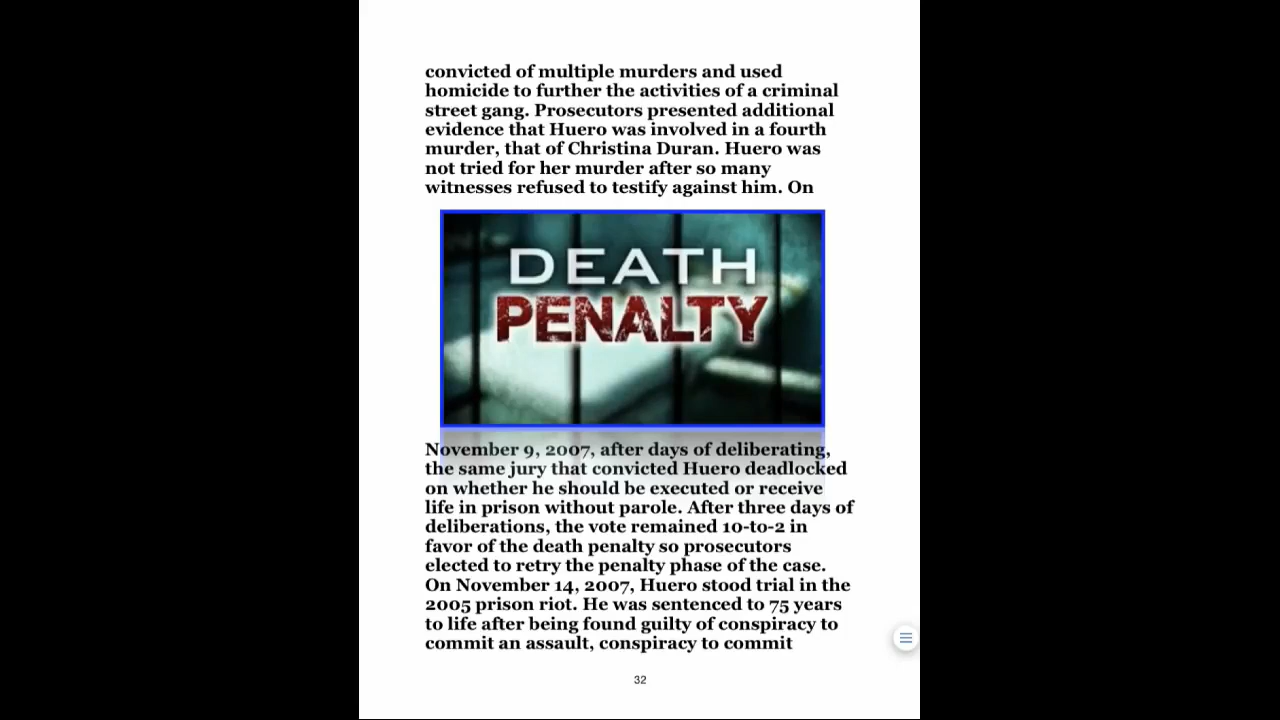 convicted of multiple murders and used
homicide to further the activities of a criminal
street gang. Prosecutors presented additional
evidence that Huero was involved in a fourth
murder, that of Christina Duran. Huero was
not tried for her murder after so many
witnesses refused to testify against him. On
DEATH
PENALTY
November 9, 2007, after days of deliberating,
the same jury that convicted Huero deadlocked
on whether he should be executed or receive
life in prison without parole. After three days of
deliberations, the vote remained 10-to-2 in
favor of the death penalty so prosecutors
elected to retry the penalty phase of the case.
On November 14, 2007, Huero stood trial in the
2005 prison riot. He was sentenced to 75 years
to life after being found guilty of conspiracy to
commit an assault, conspiracy to commit
32